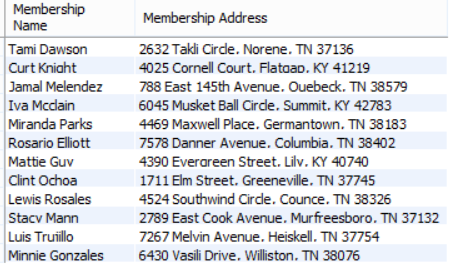 Membership Name
Membership Address
Tami Dawson 2632 Takli Circle, Norene, TN 37136
Curt Knight 4025 Cornell Court, Flatgap, KY 41219
Jamal Melendez 788 East 145th Avenue, Quebeck, TN 38579
Iva Mcclain 6045 Musket Ball Circle, Summit, KY 42783
Miranda Parks 4469 Maxwell Place, Germantown, TN 38183
Rosario Elliott 7578 Danner Avenue, Columbia, TN 38402
Mattie Guy 4390 Evergreen Street, Lily, KY 40740
Clint Ochoa 1711 Elm Street, Greeneville, TN 37745
Lewis Rosales 4524 Southwind Circle, Counce, TN 38326
Stacy Mann 2789 East Cook Avenue, Murfreesboro, TN 37132
Luis Trujillo 7267 Melvin Avenue, Heiskell, TN 37754
Minnie Gonzales 6430 Vasili Drive, Williston, TN 38076